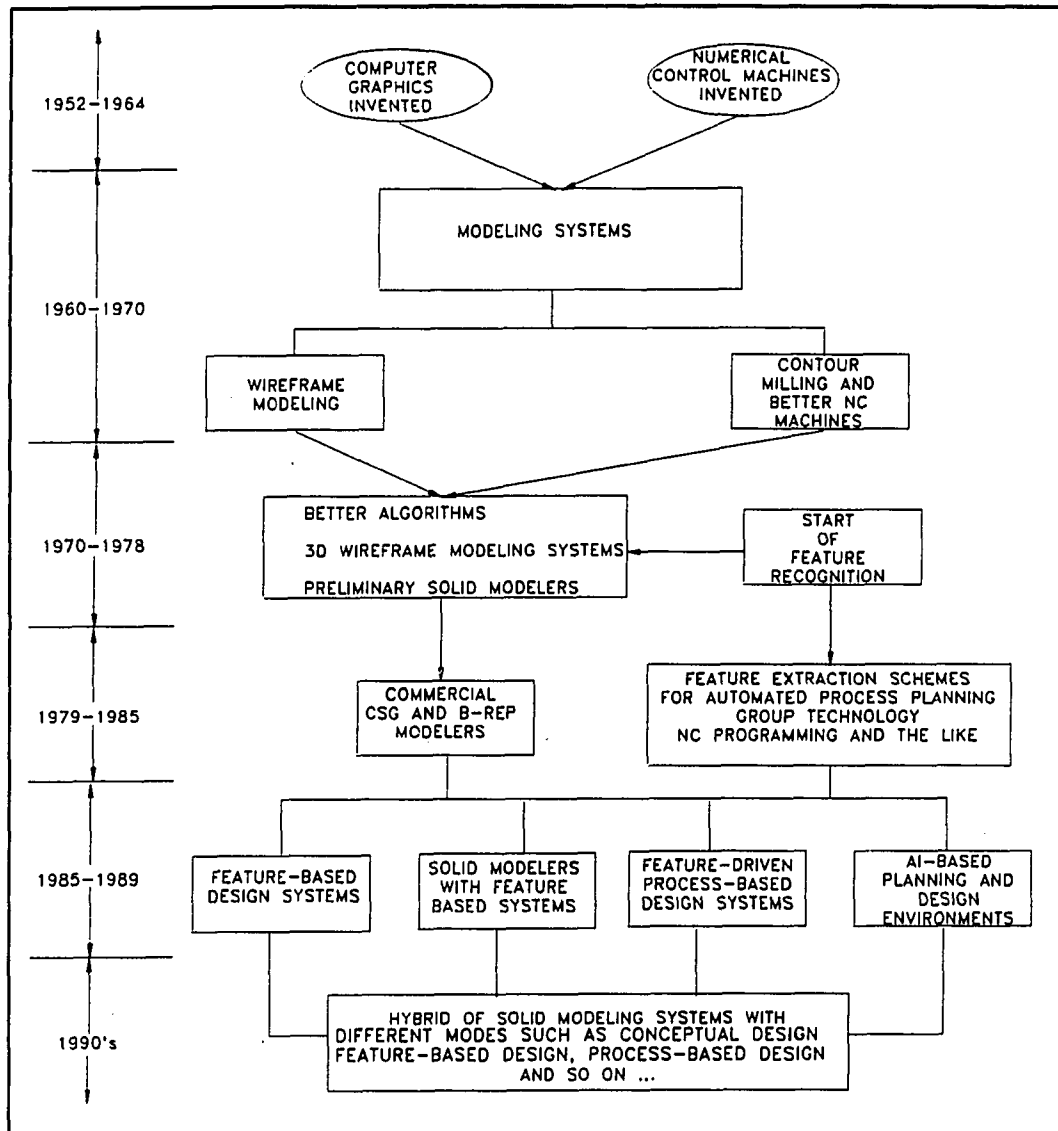 1952-1964
COMPUTER
GRAPHICS
INVENTED
NUMERICAL
CONTROL MACHINES
INVENTED
1960-1970
MODELING SYSTEMS
WIREFRAME
MODELING
CONTOUR
MILLING AND
BETTER NC
MACHINES
1970-1978
BETTER ALGORITHMS
3D WIREFRAME MODELING SYSTEMS
PRELIMINARY SOLID MODELERS
START
OF
FEATURE
RECOGNITION
1979-1985
COMMERCIAL
CSG AND B-REP
MODELERS
FEATURE EXTRACTION SCHEMES
FOR AUTOMATED PROCESS PLANNING
GROUP TECHNOLOGY
NC PROGRAMMING AND THE LIKE
1985-1989
FEATURE-BASED
DESIGN SYSTEMS
SOLID MODELERS
WITH FEATURE
BASED SYSTEMS
FEATURE-DRIVEN
PROCESS-BASED
DESIGN SYSTEMS
AI-BASED
PLANNING AND
DESIGN
ENVIRONMENTS
1990's
HYBRID OF SOLID MODELING SYSTEMS WITH
DIFFERENT MODES SUCH AS CONCEPTUAL DESIGN
FEATURE-BASED DESIGN, PROCESS-BASED DESIGN
AND SO ON ...